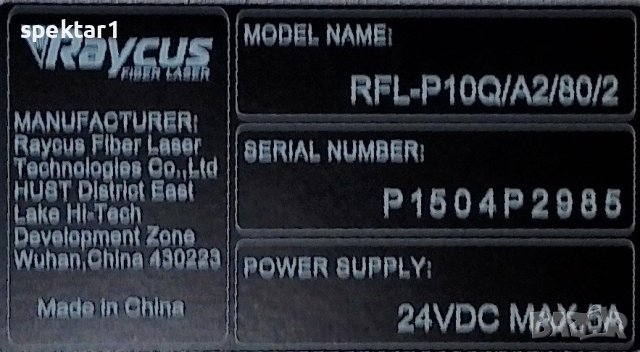 spektar1
Raycus
FIBER LASER
MANUFACTURER:
Raycus Fiber Laser
Technologies Co.,Ltd
HUST District East
Lake Hi-Tech
Development Zone
Wuhan,China 430223
Made in China
MODEL NAME:
RFL-P10Q/A2/80/2
SERIAL NUMBER:
P1504P2985
POWER SUPPLY:
24VDC MAX.5A